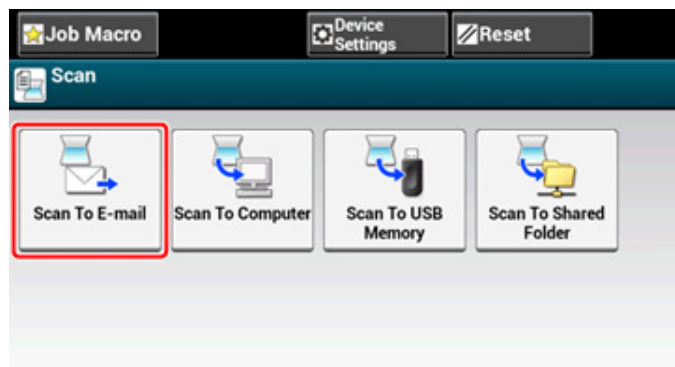 Job Macro
Device
Settings
Reset
Scan
Scan To E-mail
Scan To Computer
Scan To USB
Memory
Scan To Shared
Folder